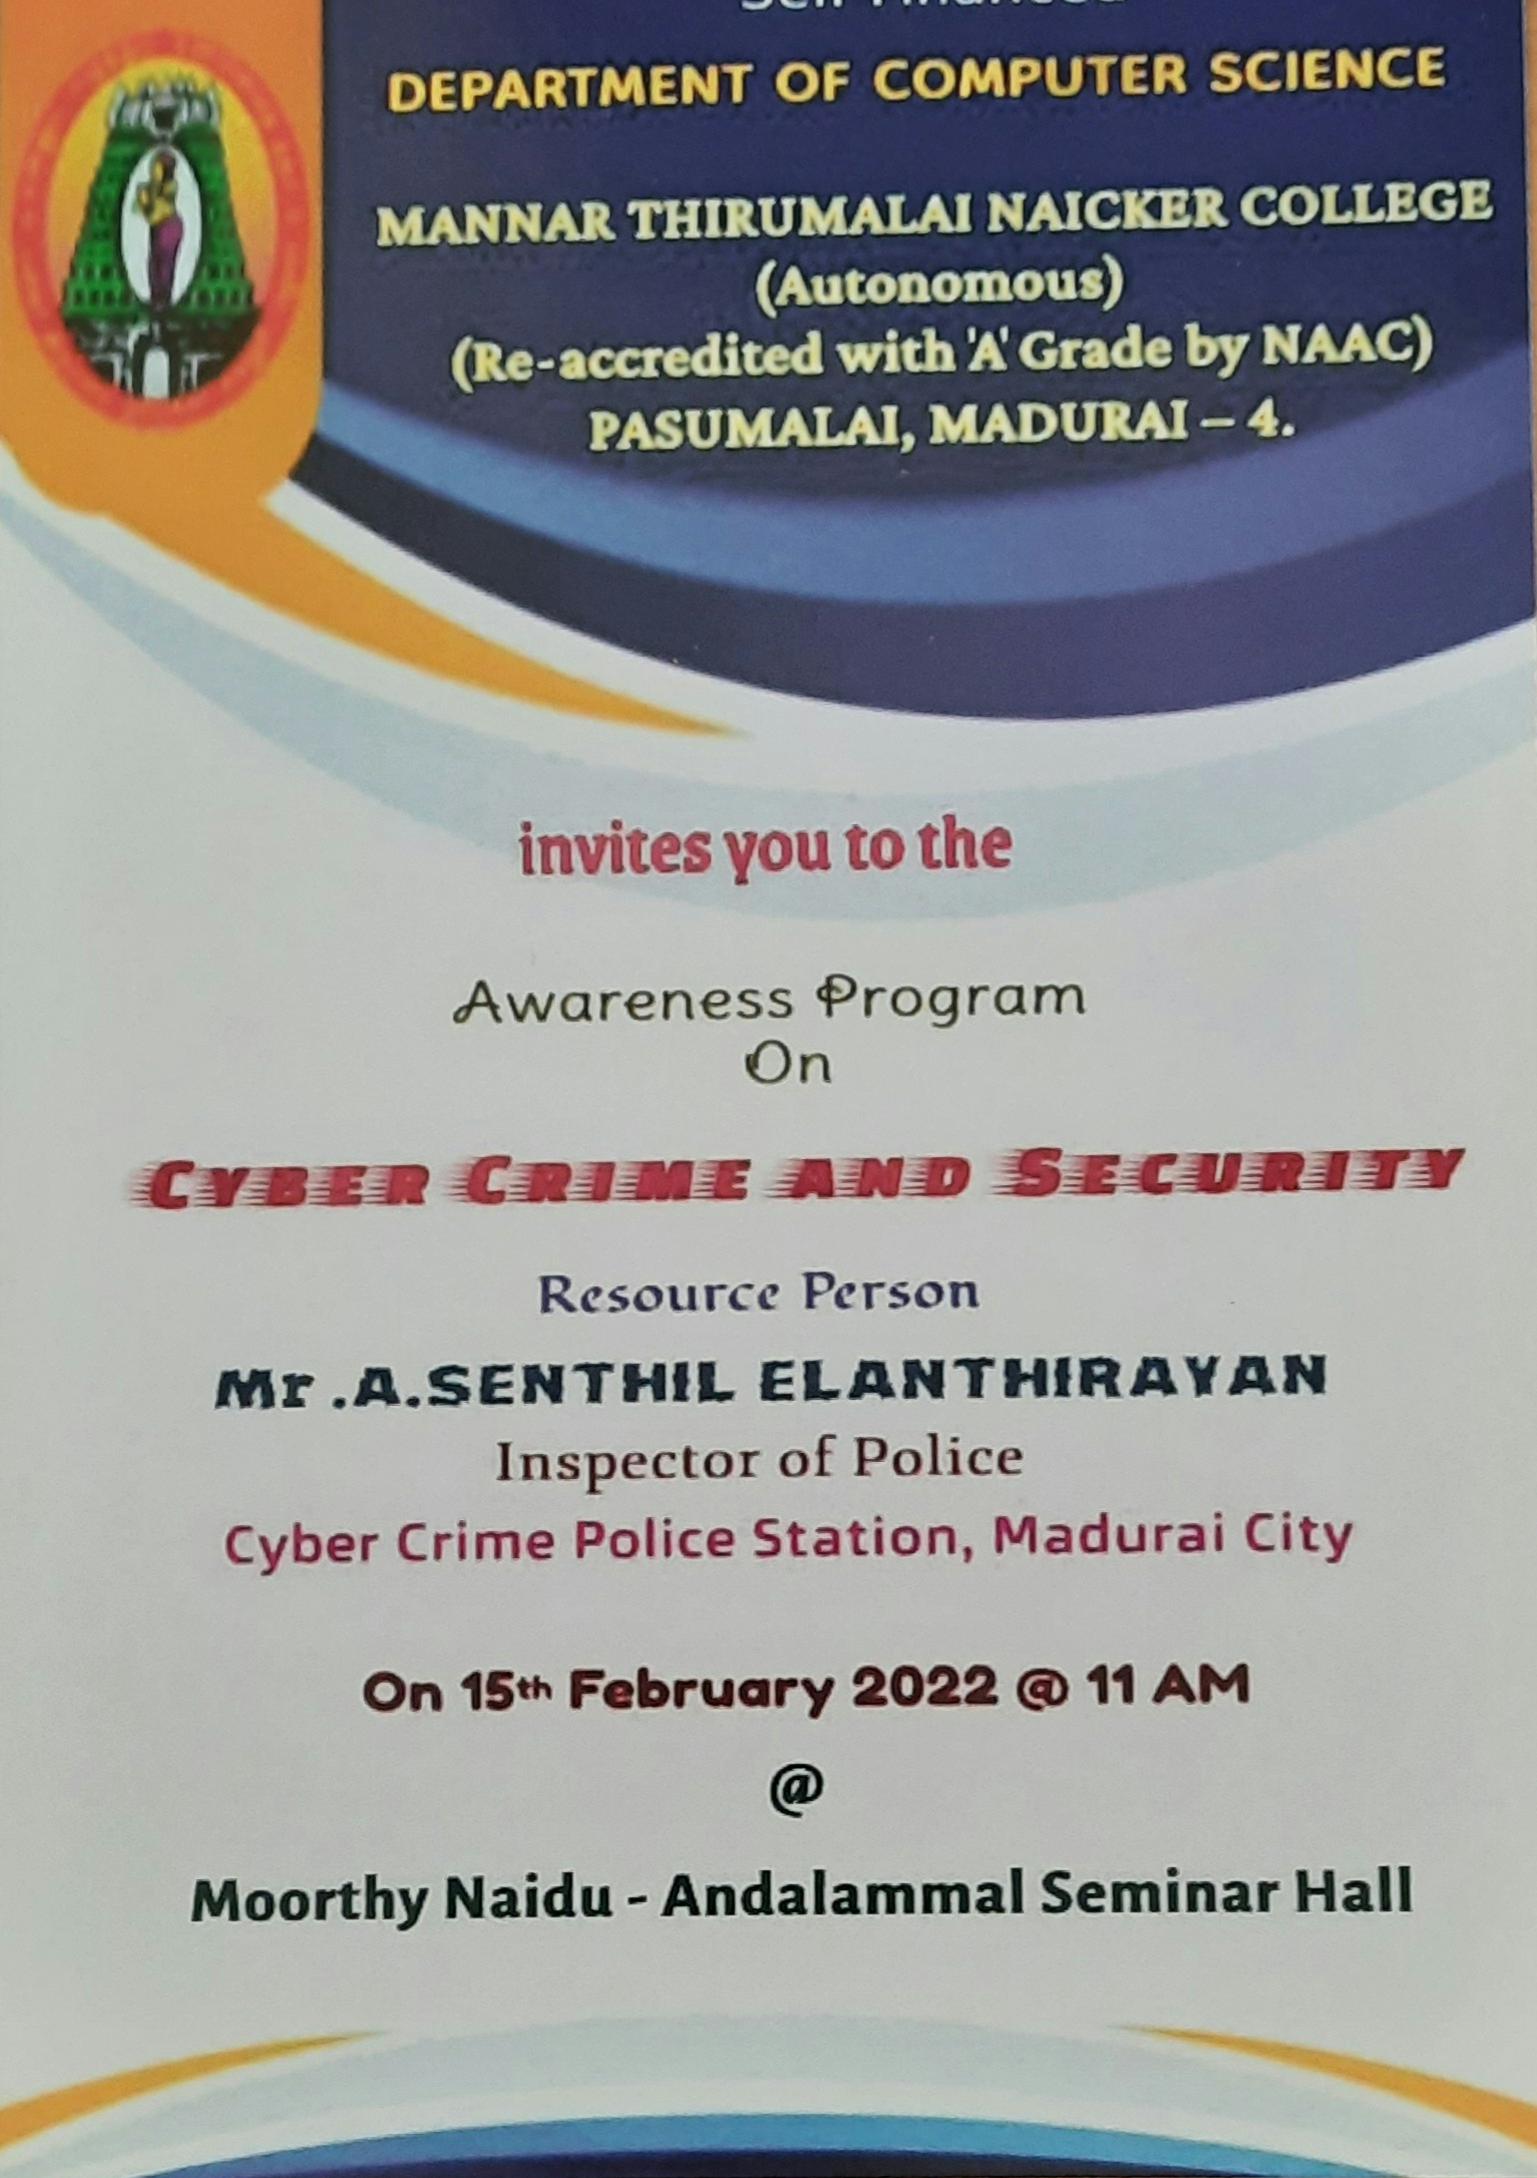 Self Financed
DEPARTMENT OF COMPUTER SCIENCE
MANNAR THIRUMALAI NAICKER COLLEGE
(Autonomous)
(Re-accredited with 'A' Grade by NAAC)
PASUMALAI, MADURAI – 4.
invites you to the
Awareness Program
On
CYBER CRIME AND SECURITY
Resource Person
Mr .A.SENTHIL ELANTHIRAYAN
Inspector of Police
Cyber Crime Police Station, Madurai City
On 15th February 2022 @ 11 AM
@
Moorthy Naidu - Andalammal Seminar Hall